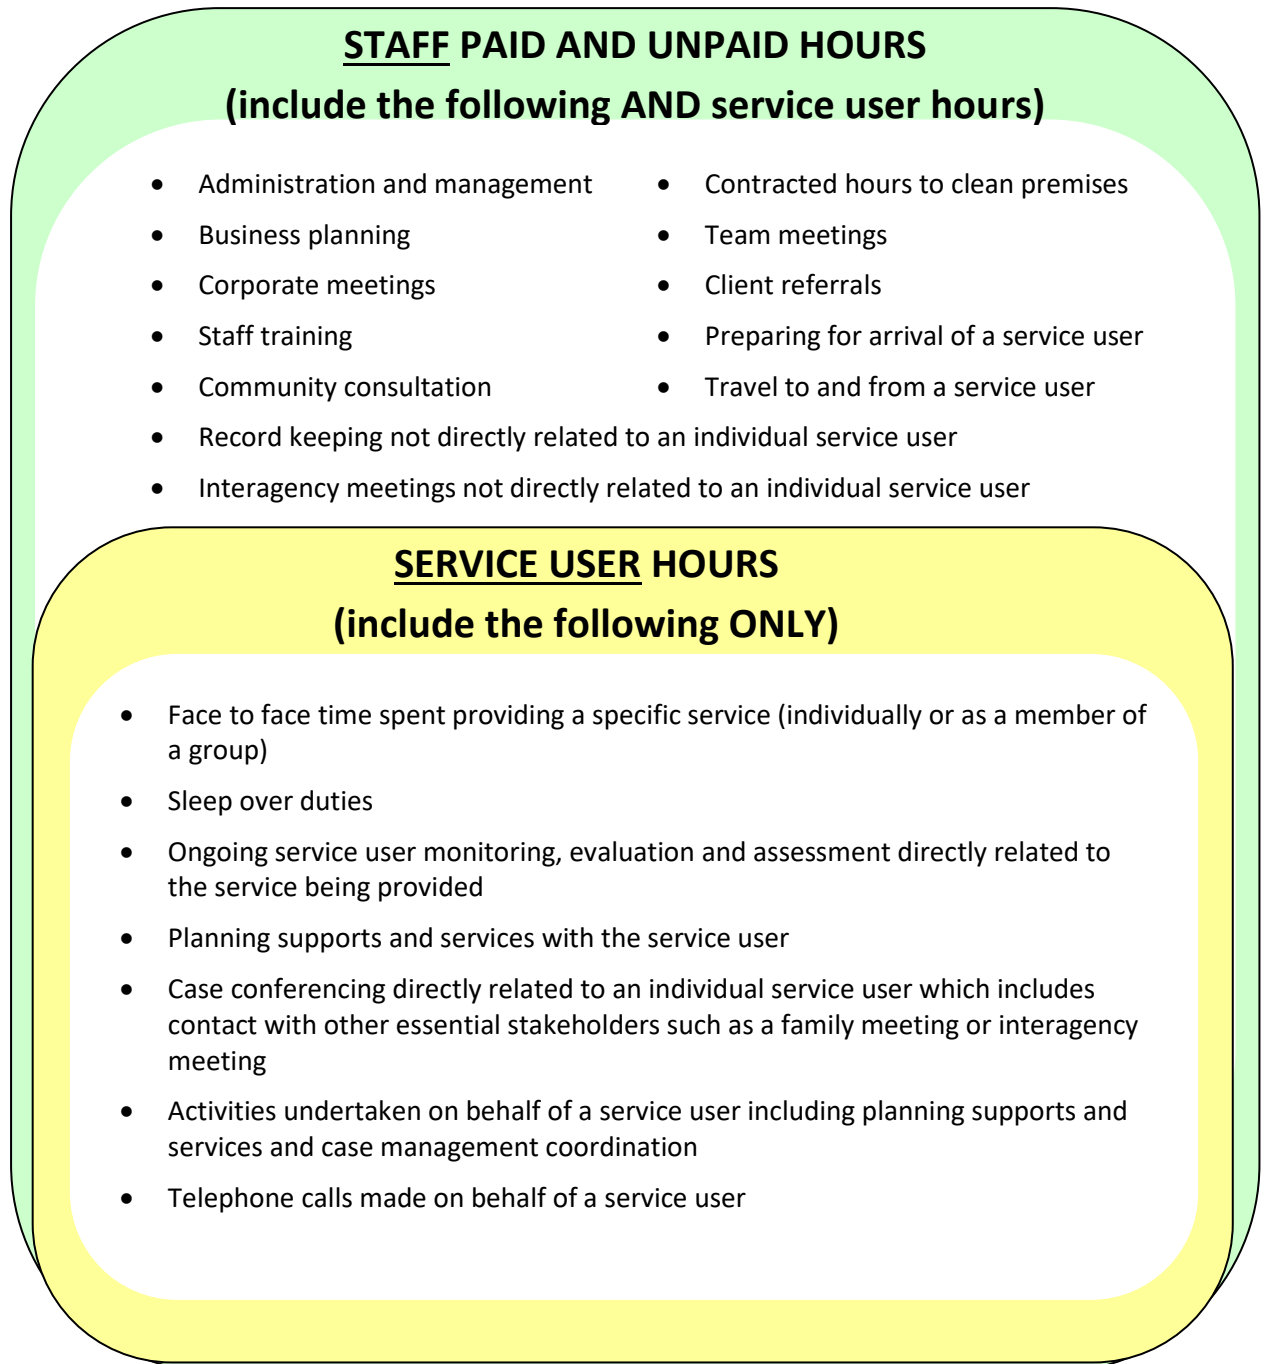 STAFF PAID AND UNPAID HOURS
(include the following AND service user hours)
• Administration and management
• Business planning
• Corporate meetings
• Staff training
• Community consultation
• Contracted hours to clean premises
• Team meetings
• Client referrals
• Preparing for arrival of a service user
• Travel to and from a service user
• Record keeping not directly related to an individual service user
• Interagency meetings not directly related to an individual service user
SERVICE USER HOURS
(include the following ONLY)
• Face to face time spent providing a specific service (individually or as a member of
a group)
• Sleep over duties
• Ongoing service user monitoring, evaluation and assessment directly related to
the service being provided
• Planning supports and services with the service user
• Case conferencing directly related to an individual service user which includes
contact with other essential stakeholders such as a family meeting or interagency
meeting
• Activities undertaken on behalf of a service user including planning supports and
services and case management coordination
• Telephone calls made on behalf of a service user